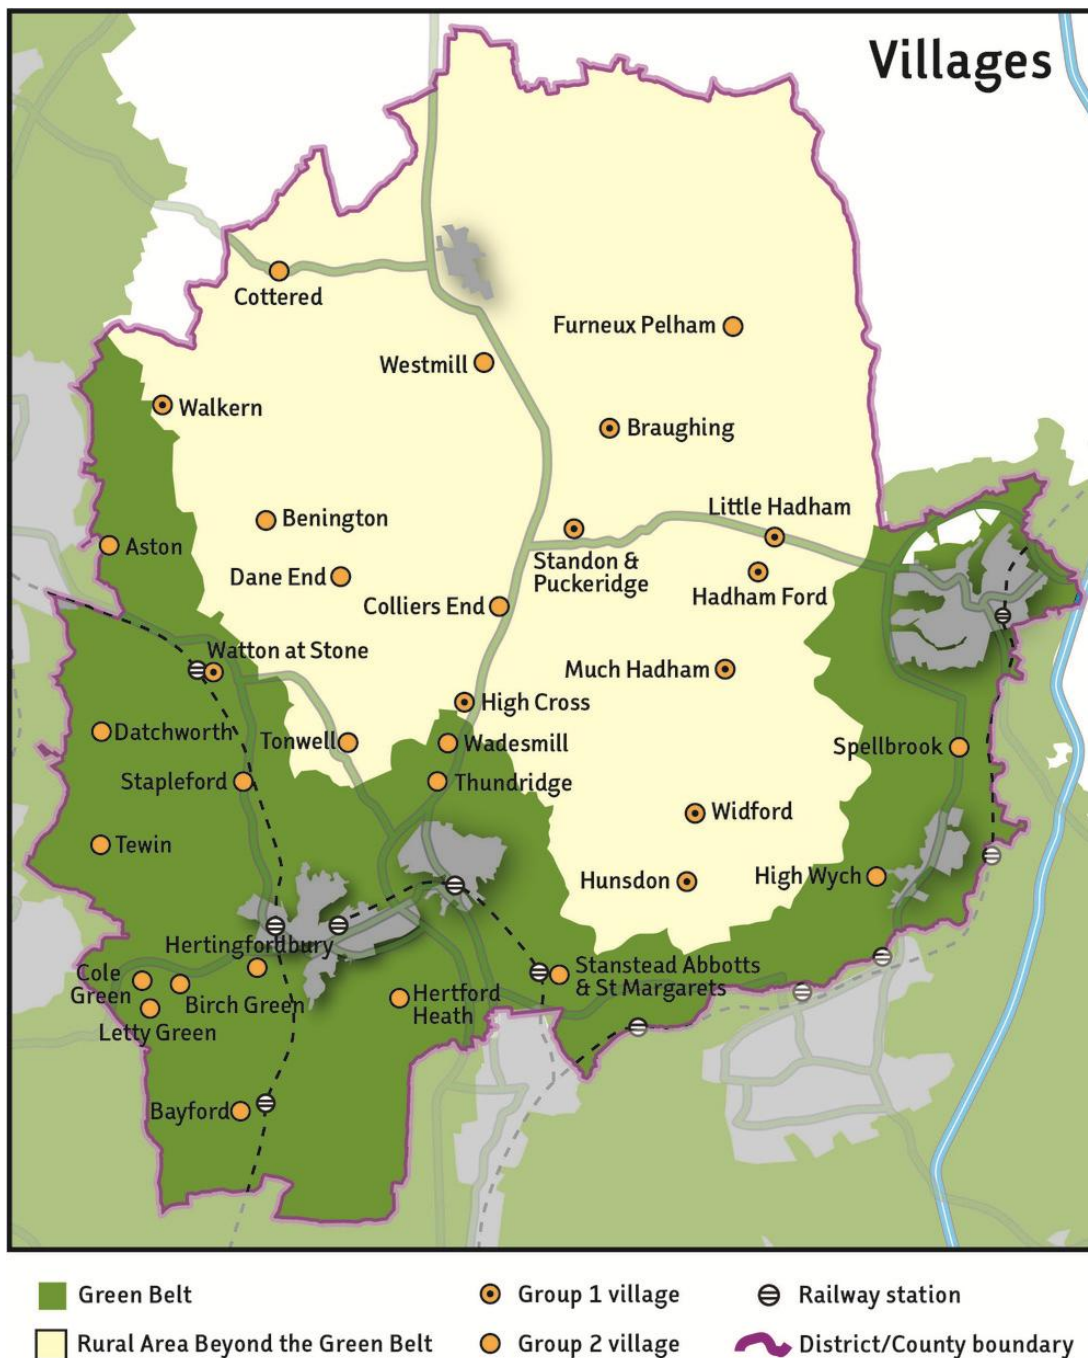 Villages
Cottered
Furneux Pelham
Westmill
Walkern
Braughing
Little Hadham
Benington
Aston
Standon &
Puckeridge
Dane End
Hadham Ford
Colliers End
Watton at Stone
Much Hadham
High Cross
Datchworth
Tonwell
Wadesmill
Spellbrook
Stapleford
Thundridge
Widford
Tewin
Hunsdon
High Wych
Hertingfordbury
Cole
Green
Birch Green
Letty Green
Stanstead Abbotts
& St Margarets
Hertford
Heath
Bayford
Green Belt
Group 1 village
Railway station
Rural Area Beyond the Green Belt
Group 2 village
District/County boundary